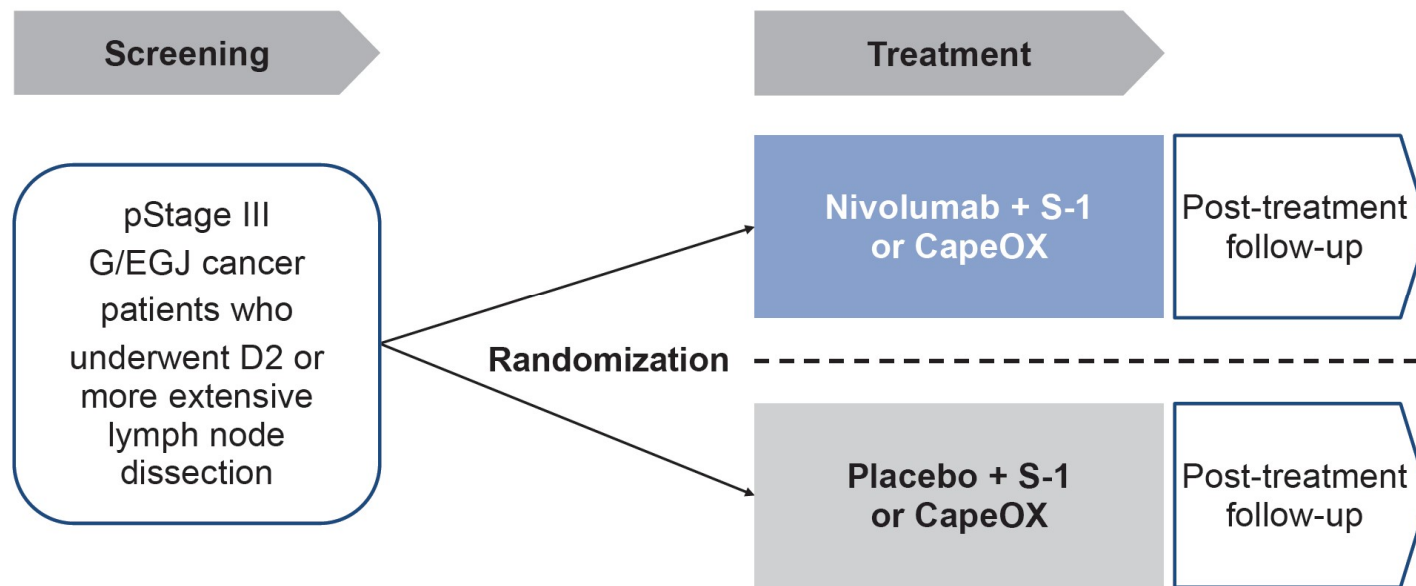 Screening
Treatment
pStage III
G/EGJ cancer
patients who
underwent D2 or
more extensive
lymph node
dissection
Randomization
Nivolumab + S-1
or CapeOX
Post-treatment
follow-up
Placebo + S-1
or CapeOX
Post-treatment
follow-up